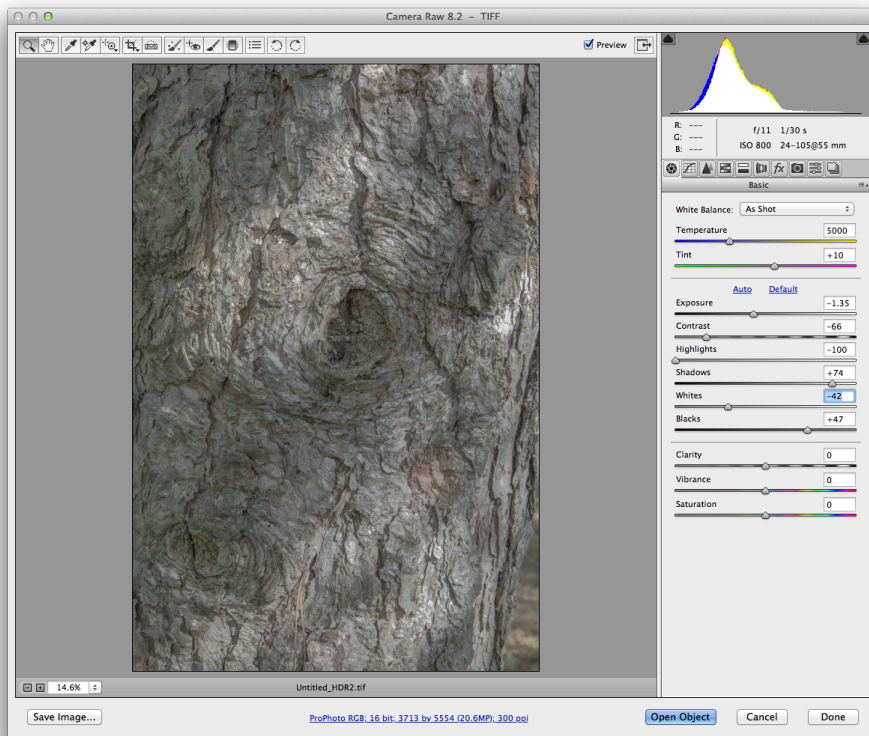 Camera Raw 8.2 – TIFF
Preview
R: ---
G: ---
B: ---
f/11 1/30 s
ISO 800 24-105@55 mm
fx
Basic
White Balance: As Shot
Temperature 5000
Tint +10
Auto Default
Exposure -1.35
Contrast -66
Highlights -100
Shadows +74
Whites -42
Blacks +47
Clarity 0
Vibrance 0
Saturation 0
14.6%
Untitled_HDR2.tif
Save Image...
ProPhoto RGB; 16 bit; 3713 by 5554 (20.6MP); 300 ppi
Open Object
Cancel
Done